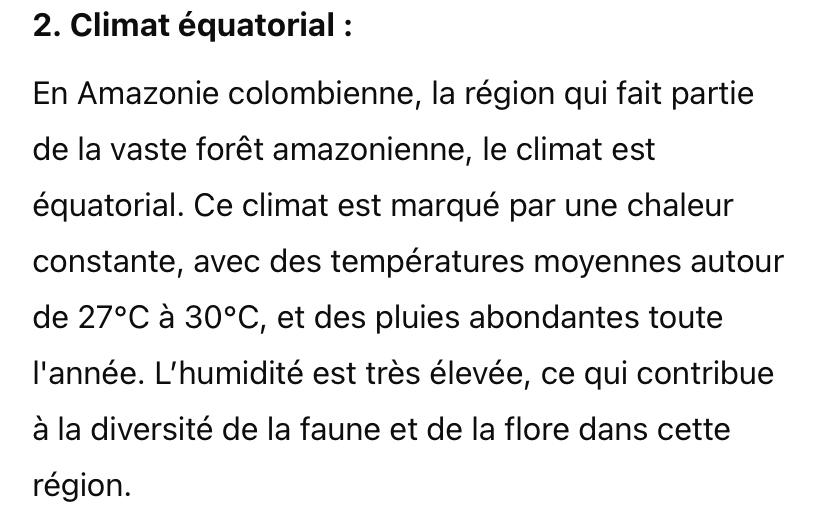 2. Climat équatorial :
En Amazonie colombienne, la région qui fait partie
de la vaste forêt amazonienne, le climat est
équatorial. Ce climat est marqué par une chaleur
constante, avec des températures moyennes autour
de 27°C à 30°C, et des pluies abondantes toute
l'année. L’humidité est très élevée, ce qui contribue
à la diversité de la faune et de la flore dans cette
région.